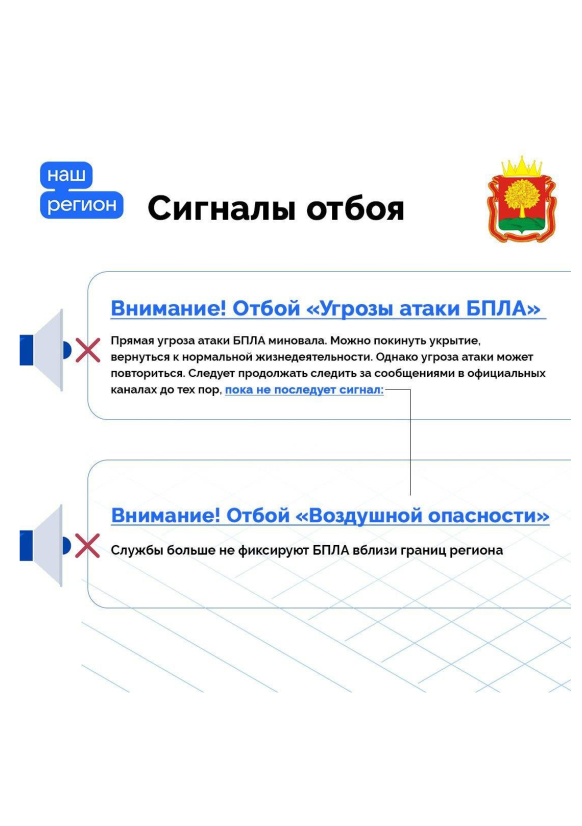 наш
регион
Сигналы отбоя
Внимание! Отбой «Угрозы атаки БПЛА»
Прямая угроза атаки БПЛА миновала. Можно покинуть укрытие,
вернуться к нормальной жизнедеятельности. Однако угроза атаки может
повториться. Следует продолжать следить за сообщениями в официальных
каналах до тех пор, пока не последует сигнал:
Внимание! Отбой «Воздушной опасности»
Службы больше не фиксируют БПЛА вблизи границ региона